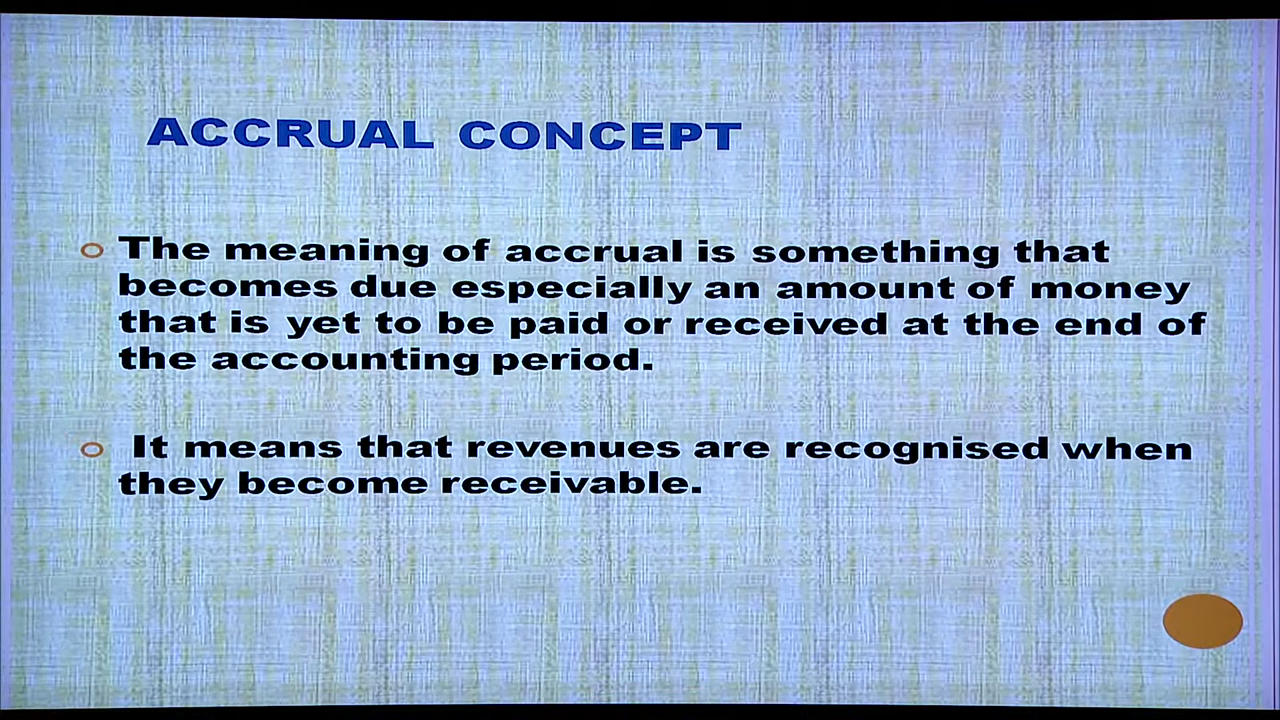 ACCRUAL CONCEPT
The meaning of accrual is something that
becomes due especially an amount of money
that is yet to be paid or received at the end of
the accounting period.
It means that revenues are recognised when
they become receivable.